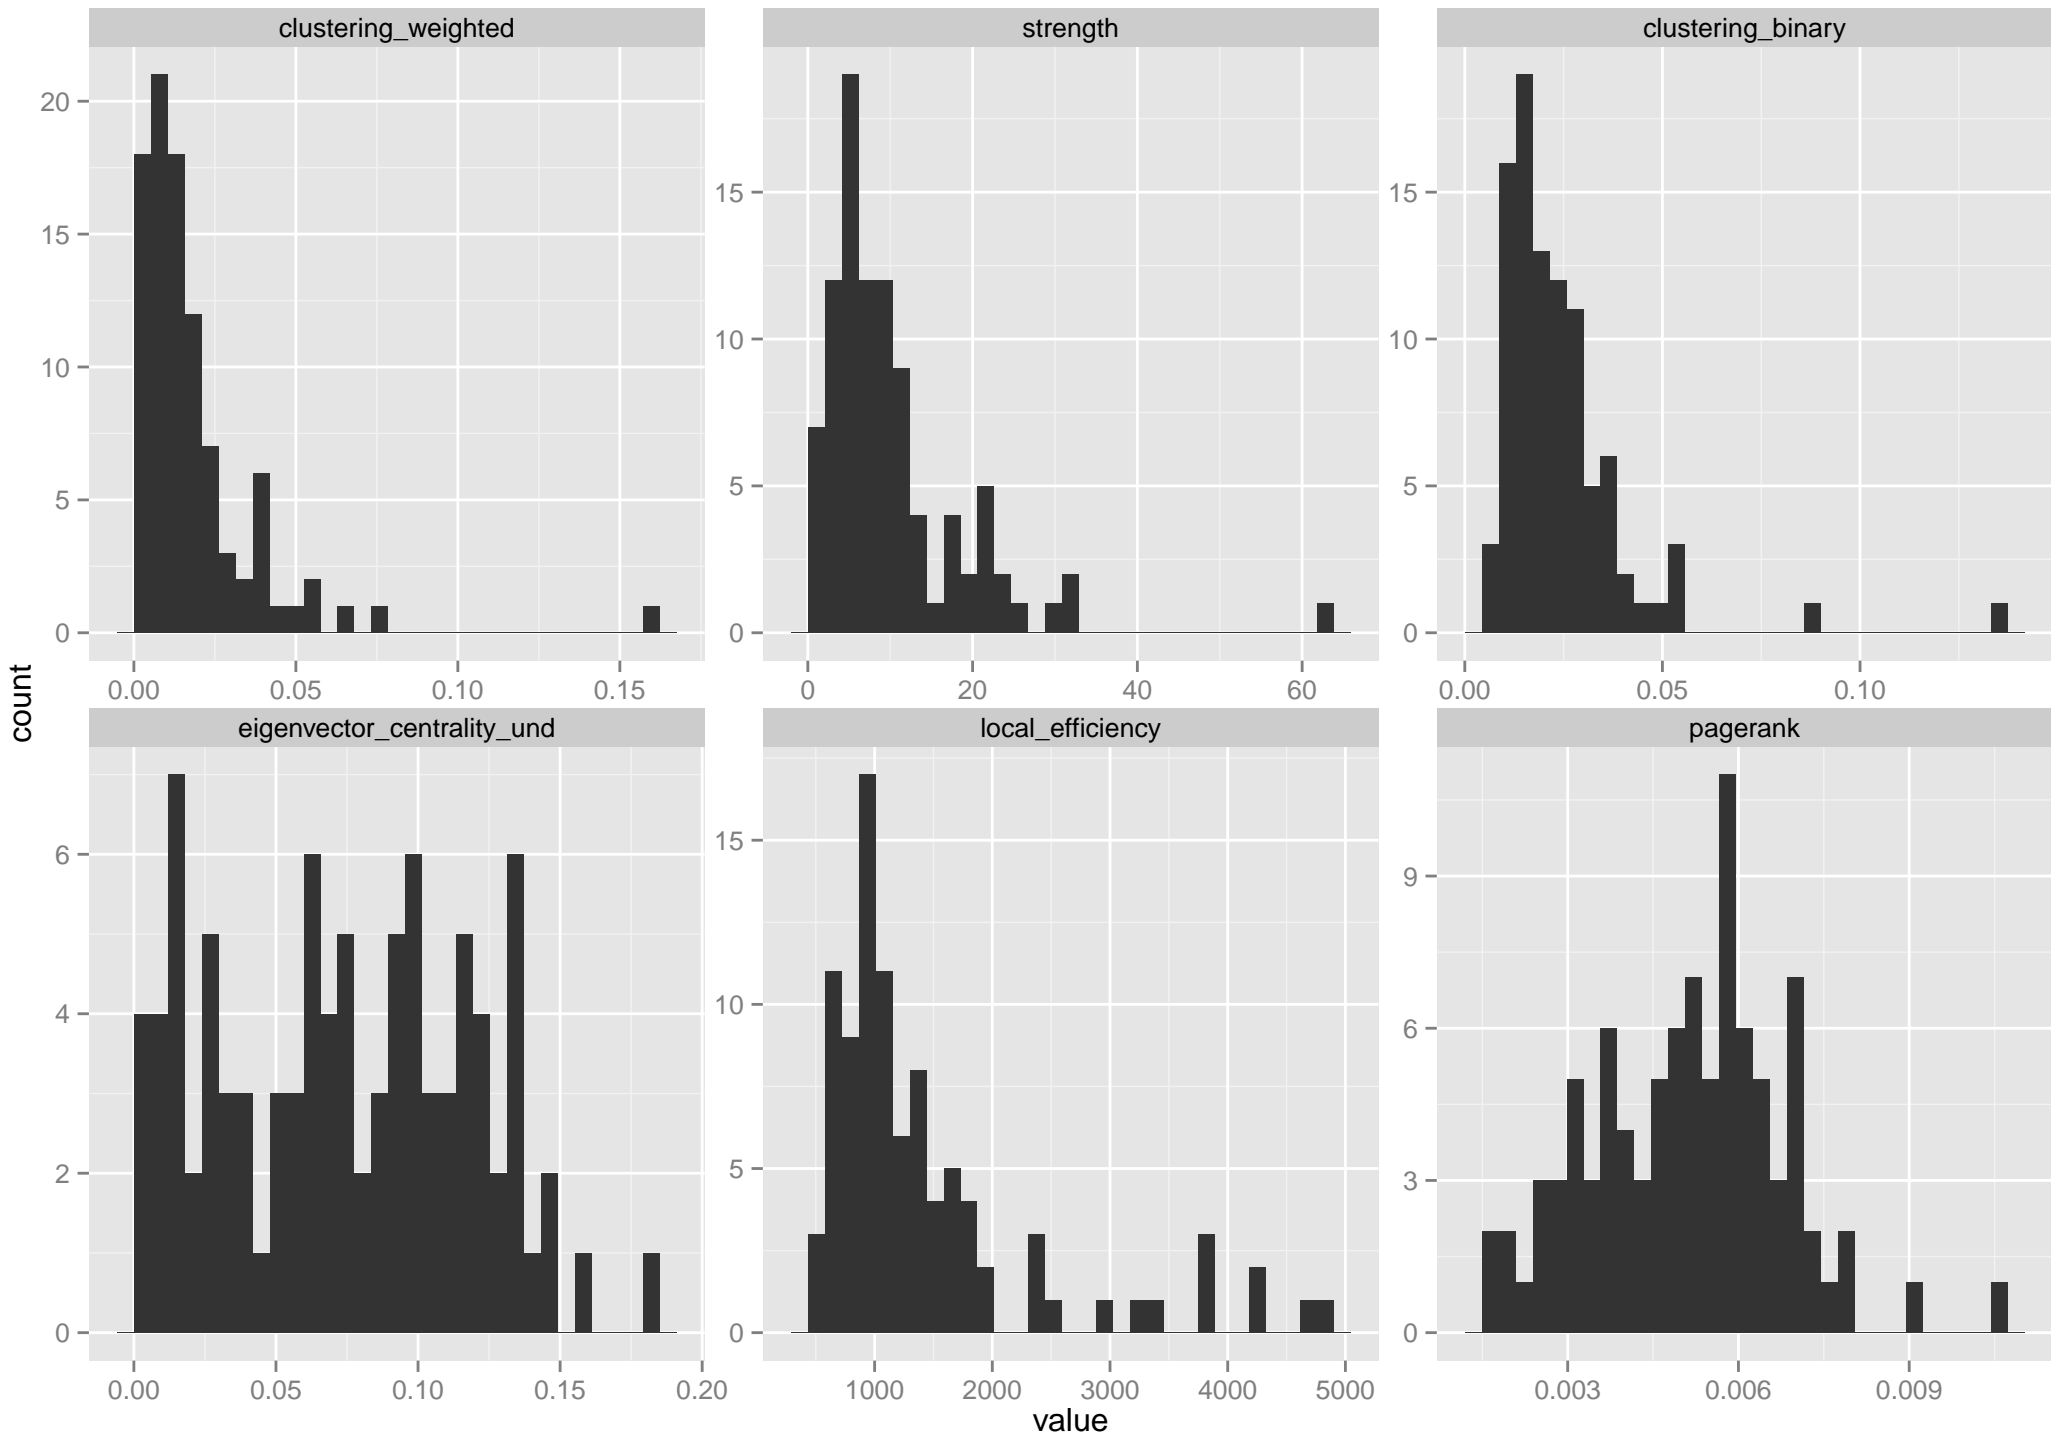 clustering_weighted
strength
clustering_binary
20
15
10
5
0
15
10
5
0
15
10
5
0
0.00 0.05 0.10 0.15
0 20 40 60
0.00 0.05 0.10
count
eigenvector_centrality_und
local_efficiency
pagerank
6
4
2
0
15
10
5
0
9
6
3
0
0.00 0.05 0.10 0.15 0.20
1000 2000 3000 4000 5000
0.003 0.006 0.009
value